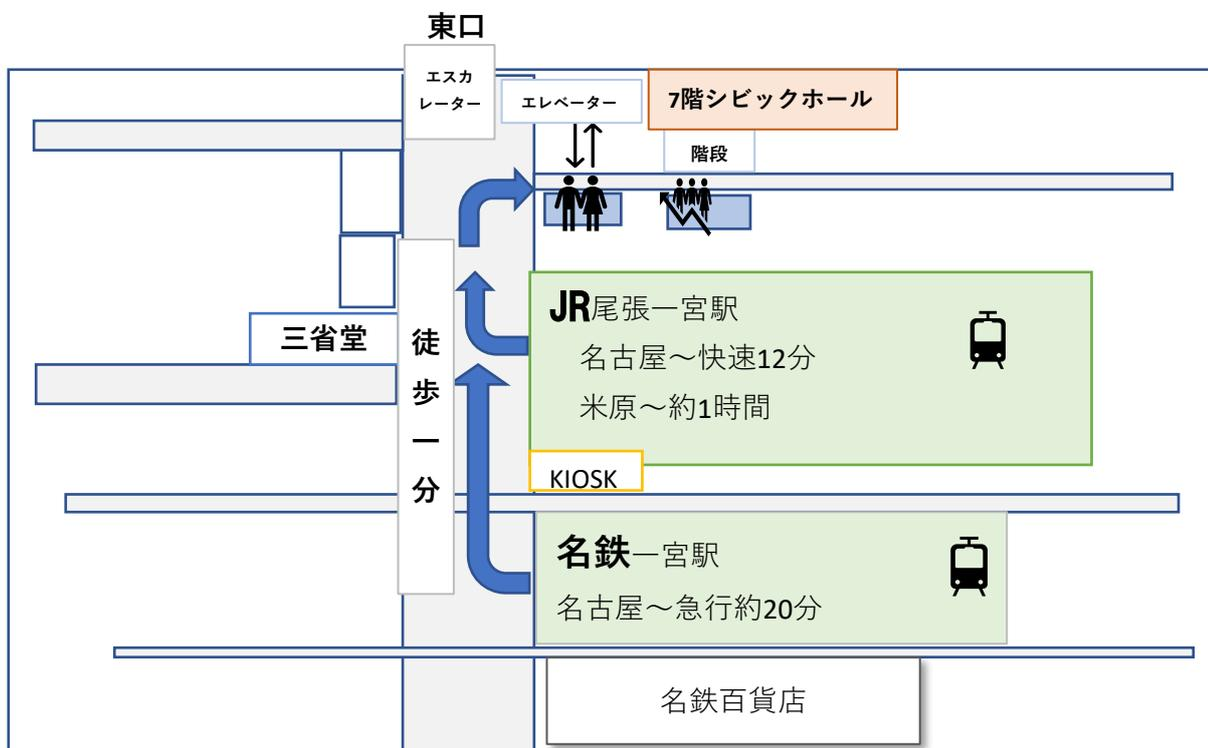 東口
エスカ
レーター
エレベーター
7階シビックホール
階段
JR尾張一宮駅
名古屋～快速12分
米原～約1時間
三省堂
徒歩一分
KIOSK
名鉄一宮駅
名古屋～急行約20分
名鉄百貨店